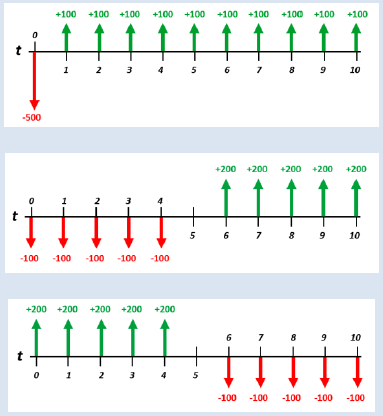 +100 +100 +100 +100 +100 +100 +100 +100 +100 +100
0
t
1 2 3 4 5 6 7 8 9 10
-500
+200 +200 +200 +200 +200
0 1 2 3 4
t
5 6 7 8 9 10
-100 -100 -100 -100 -100
+200 +200 +200 +200 +200
6 7 8 9 10
t
0 1 2 3 4 5
-100 -100 -100 -100 -100